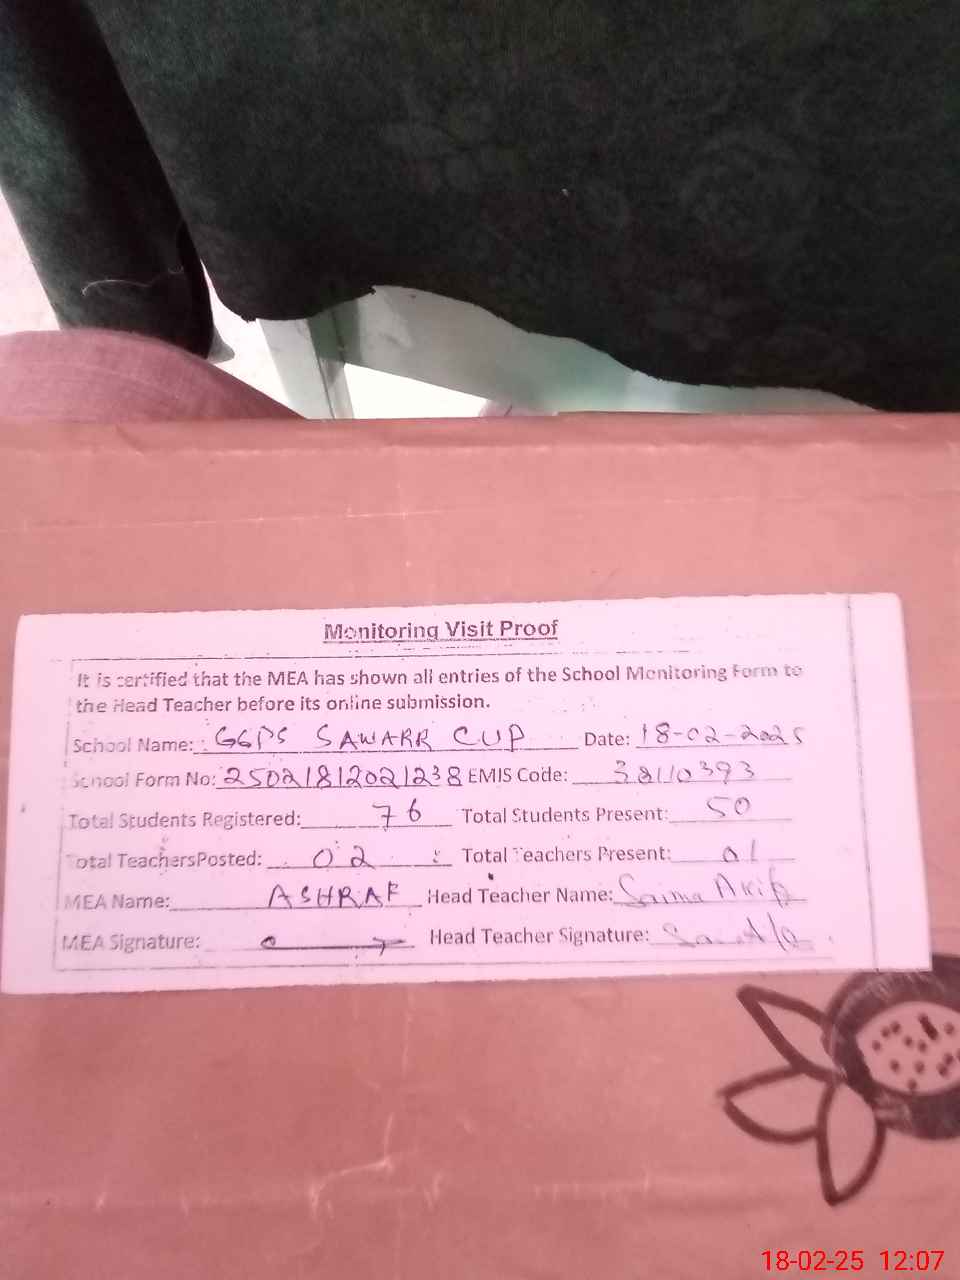 Monitoring Visit Proof
It is certified that the MEA has shown all entries of the School Monitoring Form to
the Head Teacher before its online submission.
School Name: GGPS SAWARR CUP Date: 18-02-2025
School Form No: 25021812021238 EMIS Code: 38110393
Total Students Registered: 76 Total Students Present: 50
Total TeachersPosted: 02 Total Teachers Present: 01
MEA Name: ASHRAF Head Teacher Name: Saima Akif
MEA Signature: Head Teacher Signature:
18-02-25 12:07